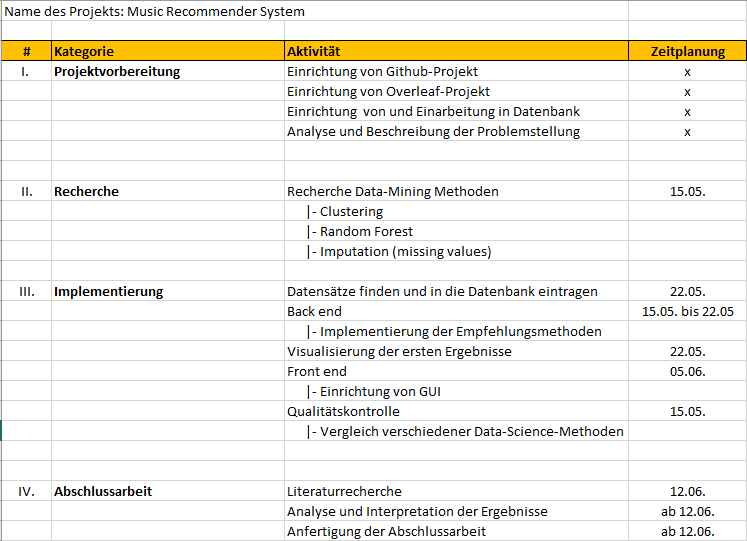 Name des Projekts: Music Recommender System
# Kategorie Aktivität Zeitplanung
I. Projektvorbereitung Einrichtung von Github-Projekt x
Einrichtung von Overleaf-Projekt x
Einrichtung von und Einarbeitung in Datenbank x
Analyse und Beschreibung der Problemstellung x
II. Recherche Recherche Data-Mining Methoden 15.05.
|- Clustering
|- Random Forest
|- Imputation (missing values)
III. Implementierung Datensätze finden und in die Datenbank eintragen 22.05.
Back end 15.05. bis 22.05
|- Implementierung der Empfehlungsmethoden
Visualisierung der ersten Ergebnisse 22.05.
Front end 05.06.
|- Einrichtung von GUI
Qualitätskontrolle 15.05.
|- Vergleich verschiedener Data-Science-Methoden
IV. Abschlussarbeit Literaturrecherche 12.06.
Analyse und Interpretation der Ergebnisse ab 12.06.
Anfertigung der Abschlussarbeit ab 12.06.